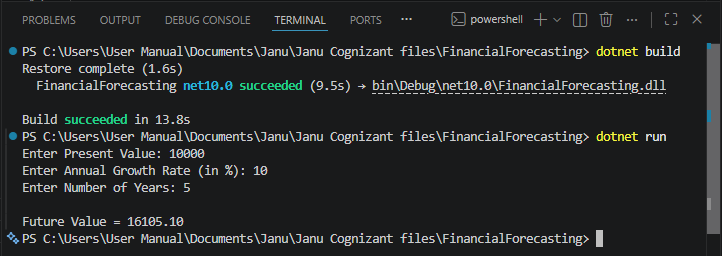 PROBLEMS OUTPUT DEBUG CONSOLE TERMINAL PORTS ··· powershell
PS C:\Users\User Manual\Documents\Janu\Janu Cognizant files\FinancialForecasting> dotnet build
Restore complete (1.6s)
FinancialForecasting net10.0 succeeded (9.5s) → bin\Debug\net10.0\FinancialForecasting.dll
Build succeeded in 13.8s
PS C:\Users\User Manual\Documents\Janu\Janu Cognizant files\FinancialForecasting> dotnet run
Enter Present Value: 10000
Enter Annual Growth Rate (in %): 10
Enter Number of Years: 5
Future Value = 16105.10
PS C:\Users\User Manual\Documents\Janu\Janu Cognizant files\FinancialForecasting>